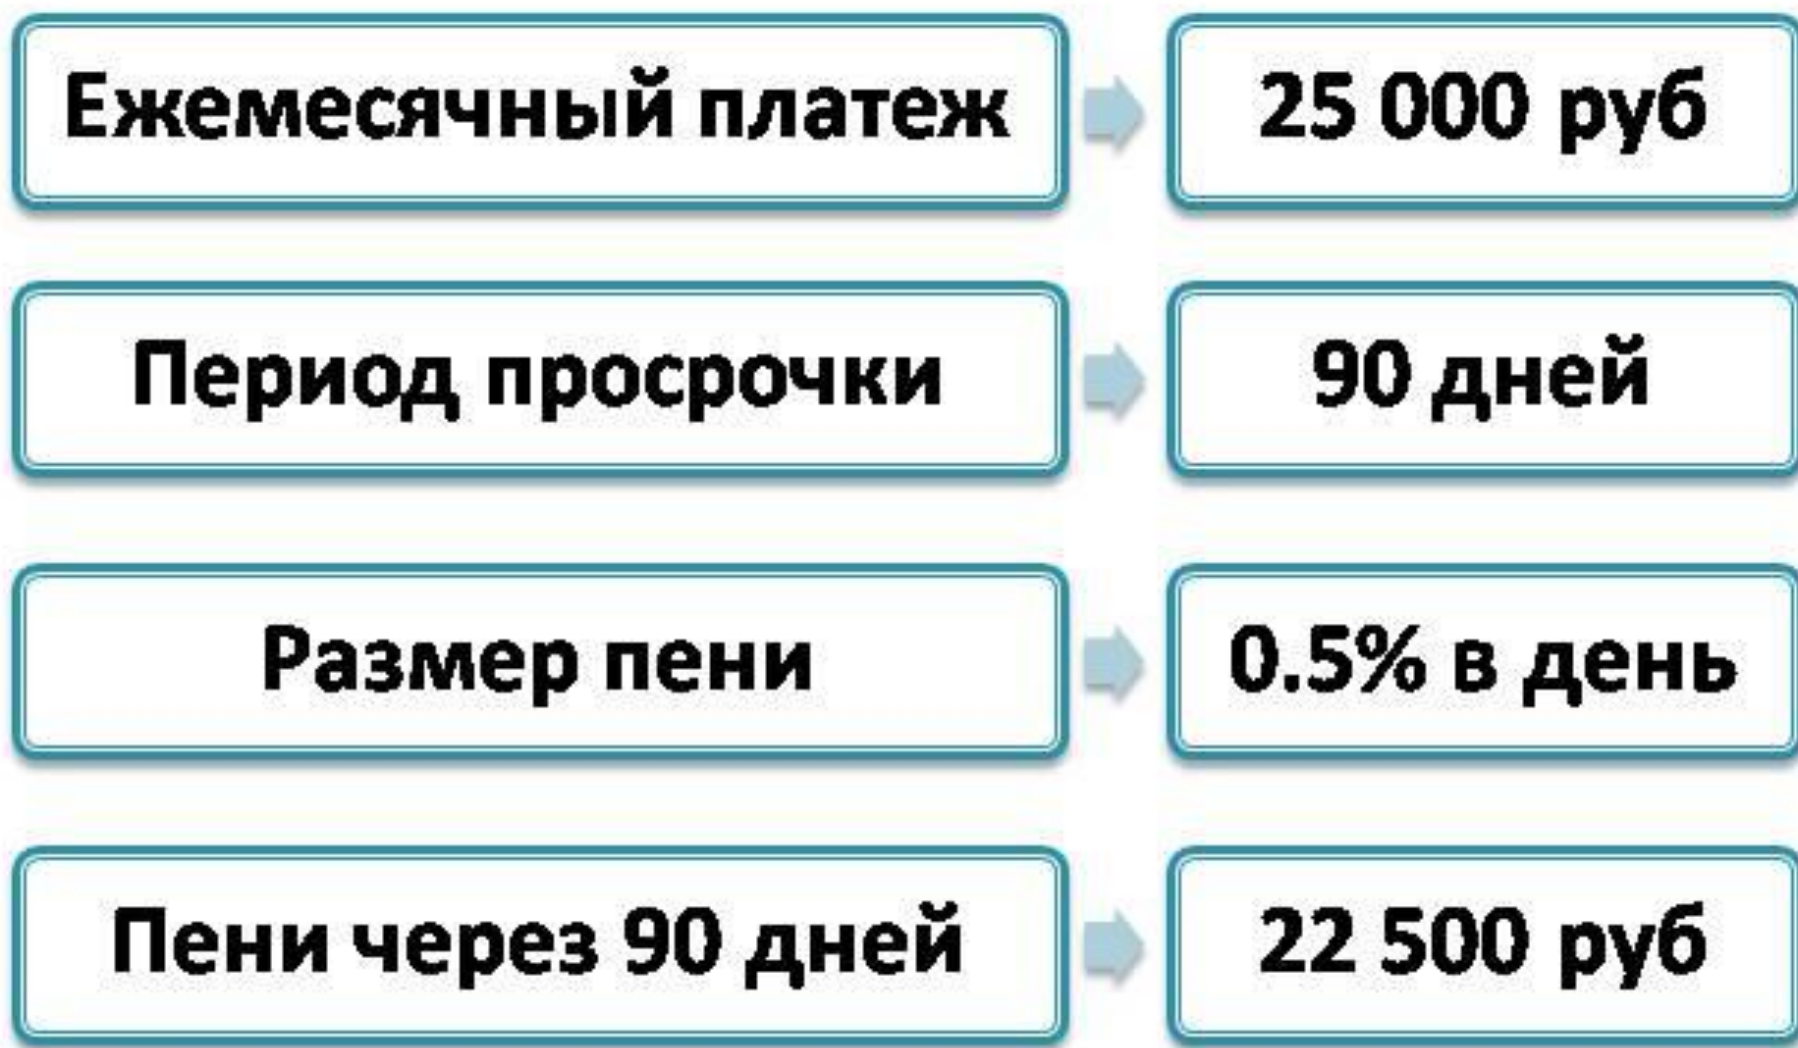 Ежемесячный платеж
25 000 руб
Период просрочки
90 дней
Размер пени
0.5% в день
Пени через 90 дней
22 500 руб